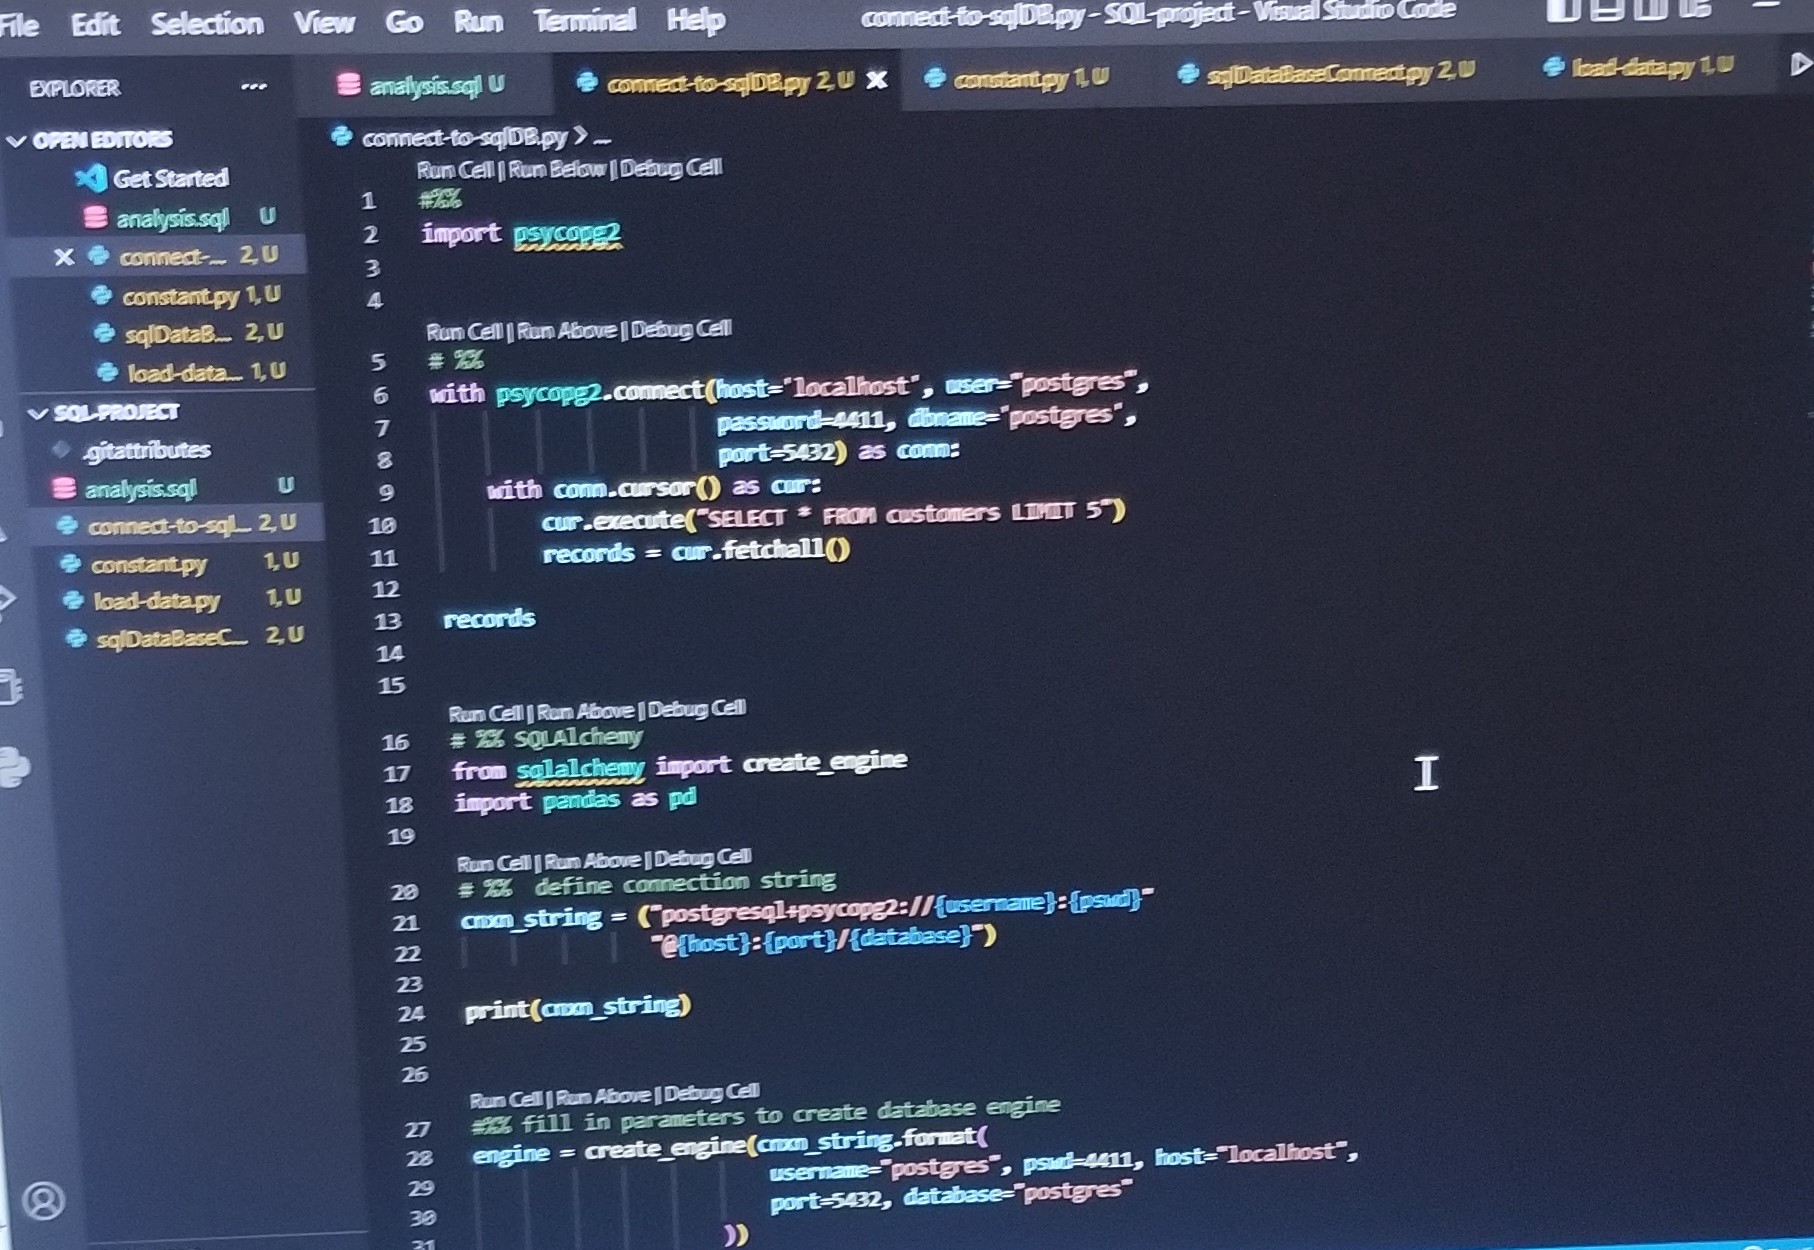 File Edit Selection View Go Run Terminal Help connect-to-sqlDB.py - SQL-project - Visual Studio Code
EXPLORER ...
analysis.sql U
connect-to-sqlDB.py 2, U
constant.py 1, U
sqlDataBaseConnect.py 2, U
load-data.py 1, U
OPEN EDITORS
Get Started
analysis.sql U
connect-... 2, U
constant.py 1, U
sqlDataB... 2, U
load-data... 1, U
SQL-PROJECT
.gitattributes
analysis.sql U
connect-to-sql... 2, U
constant.py 1, U
load-data.py 1, U
sqlDataBaseC... 2, U
connect-to-sqlDB.py > ...
Run Cell | Run Below | Debug Cell
1 #%%
2 import psycopg2
3
4
Run Cell | Run Above | Debug Cell
5 # %%
6 with psycopg2.connect(host="localhost", user="postgres",
7 password=4411, dbname="postgres",
8 port=5432) as conn:
9 with conn.cursor() as cur:
10 cur.execute("SELECT * FROM customers LIMIT 5")
11 records = cur.fetchall()
12
13 records
14
15
Run Cell | Run Above | Debug Cell
16 # %% SQLAlchemy
17 from sqlalchemy import create_engine
18 import pandas as pd
19
Run Cell | Run Above | Debug Cell
20 # %% define connection string
21 cnxn_string = ("postgresql+psycopg2://{username}:{pswd}"
22 "@{host}:{port}/{database}")
23
24 print(cnxn_string)
25
26
Run Cell | Run Above | Debug Cell
27 #%% fill in parameters to create database engine
28 engine = create_engine(cnxn_string.format(
29 username="postgres", pswd=4411, host="localhost",
30 port=5432, database="postgres"
31 ))